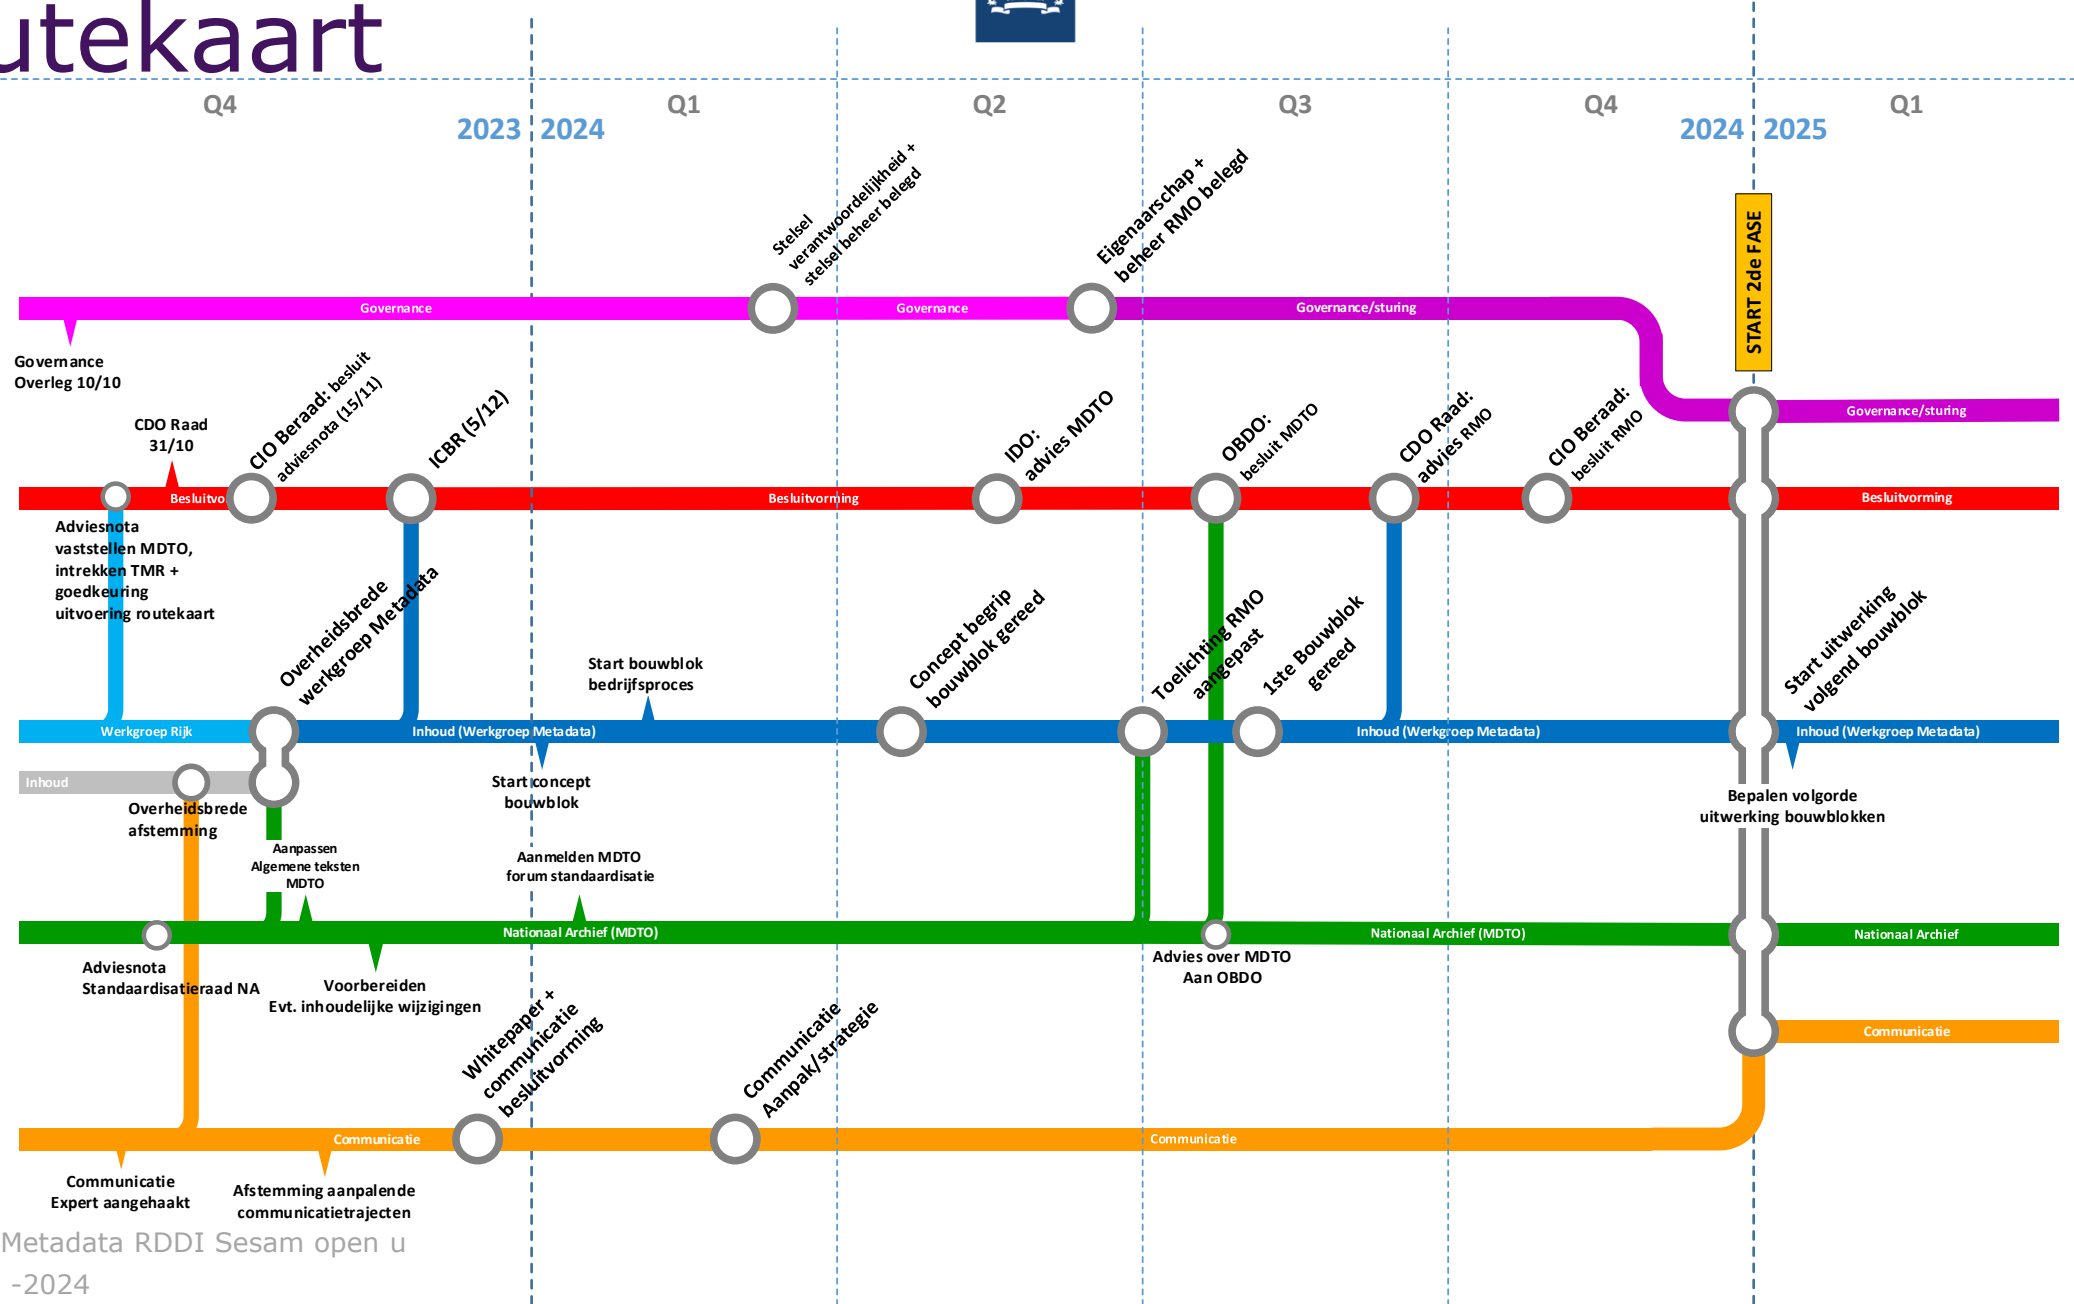 utekaart
Q4
Q1
Q2
Q3
Q4
Q1
2023
2024
2024
2025
Stelsel
verantwoordelijkheid +
stelsel beheer belegd
Eigenaarschap +
beheer RMO belegd
START 2de FASE
Governance
Governance
Governance/sturing
Governance
Overleg 10/10
Governance/sturing
CDO Raad
31/10
CIO Beraad: besluit
adviesnota (15/11)
ICBR (5/12)
IDO:
advies MDTO
OBDO:
besluit MDTO
CDO Raad:
advies RMO
CIO Beraad:
besluit RMO
Besluitvo
Besluitvorming
Besluitvorming
Adviesnota
vaststellen MDTO,
intrekken TMR +
goedkeuring
uitvoering routekaart
Overheidsbrede
werkgroep Metadata
Start bouwblok
bedrijfsproces
Concept begrip
bouwblok gereed
Toelichting RMO
aangepast
1ste Bouwblok
gereed
Start uitwerking
volgend bouwblok
Werkgroep Rijk
Inhoud (Werkgroep Metadata)
Inhoud (Werkgroep Metadata)
Inhoud (Werkgroep Metadata)
Inhoud
Start concept
bouwblok
Bepalen volgorde
uitwerking bouwblokken
Overheidsbrede
afstemming
Aanpassen
Algemene teksten
MDTO
Aanmelden MDTO
forum standaardisatie
Nationaal Archief (MDTO)
Nationaal Archief (MDTO)
Nationaal Archief
Adviesnota
Standaardisatieraad NA
Voorbereiden
Evt. inhoudelijke wijzigingen
Advies over MDTO
Aan OBDO
Whitepaper +
communicatie
besluitvorming
Communicatie
Aanpak/strategie
Communicatie
Communicatie
Communicatie
Communicatie
Expert aangehaakt
Afstemming aanpalende
communicatietrajecten
Metadata RDDI Sesam open u
-2024